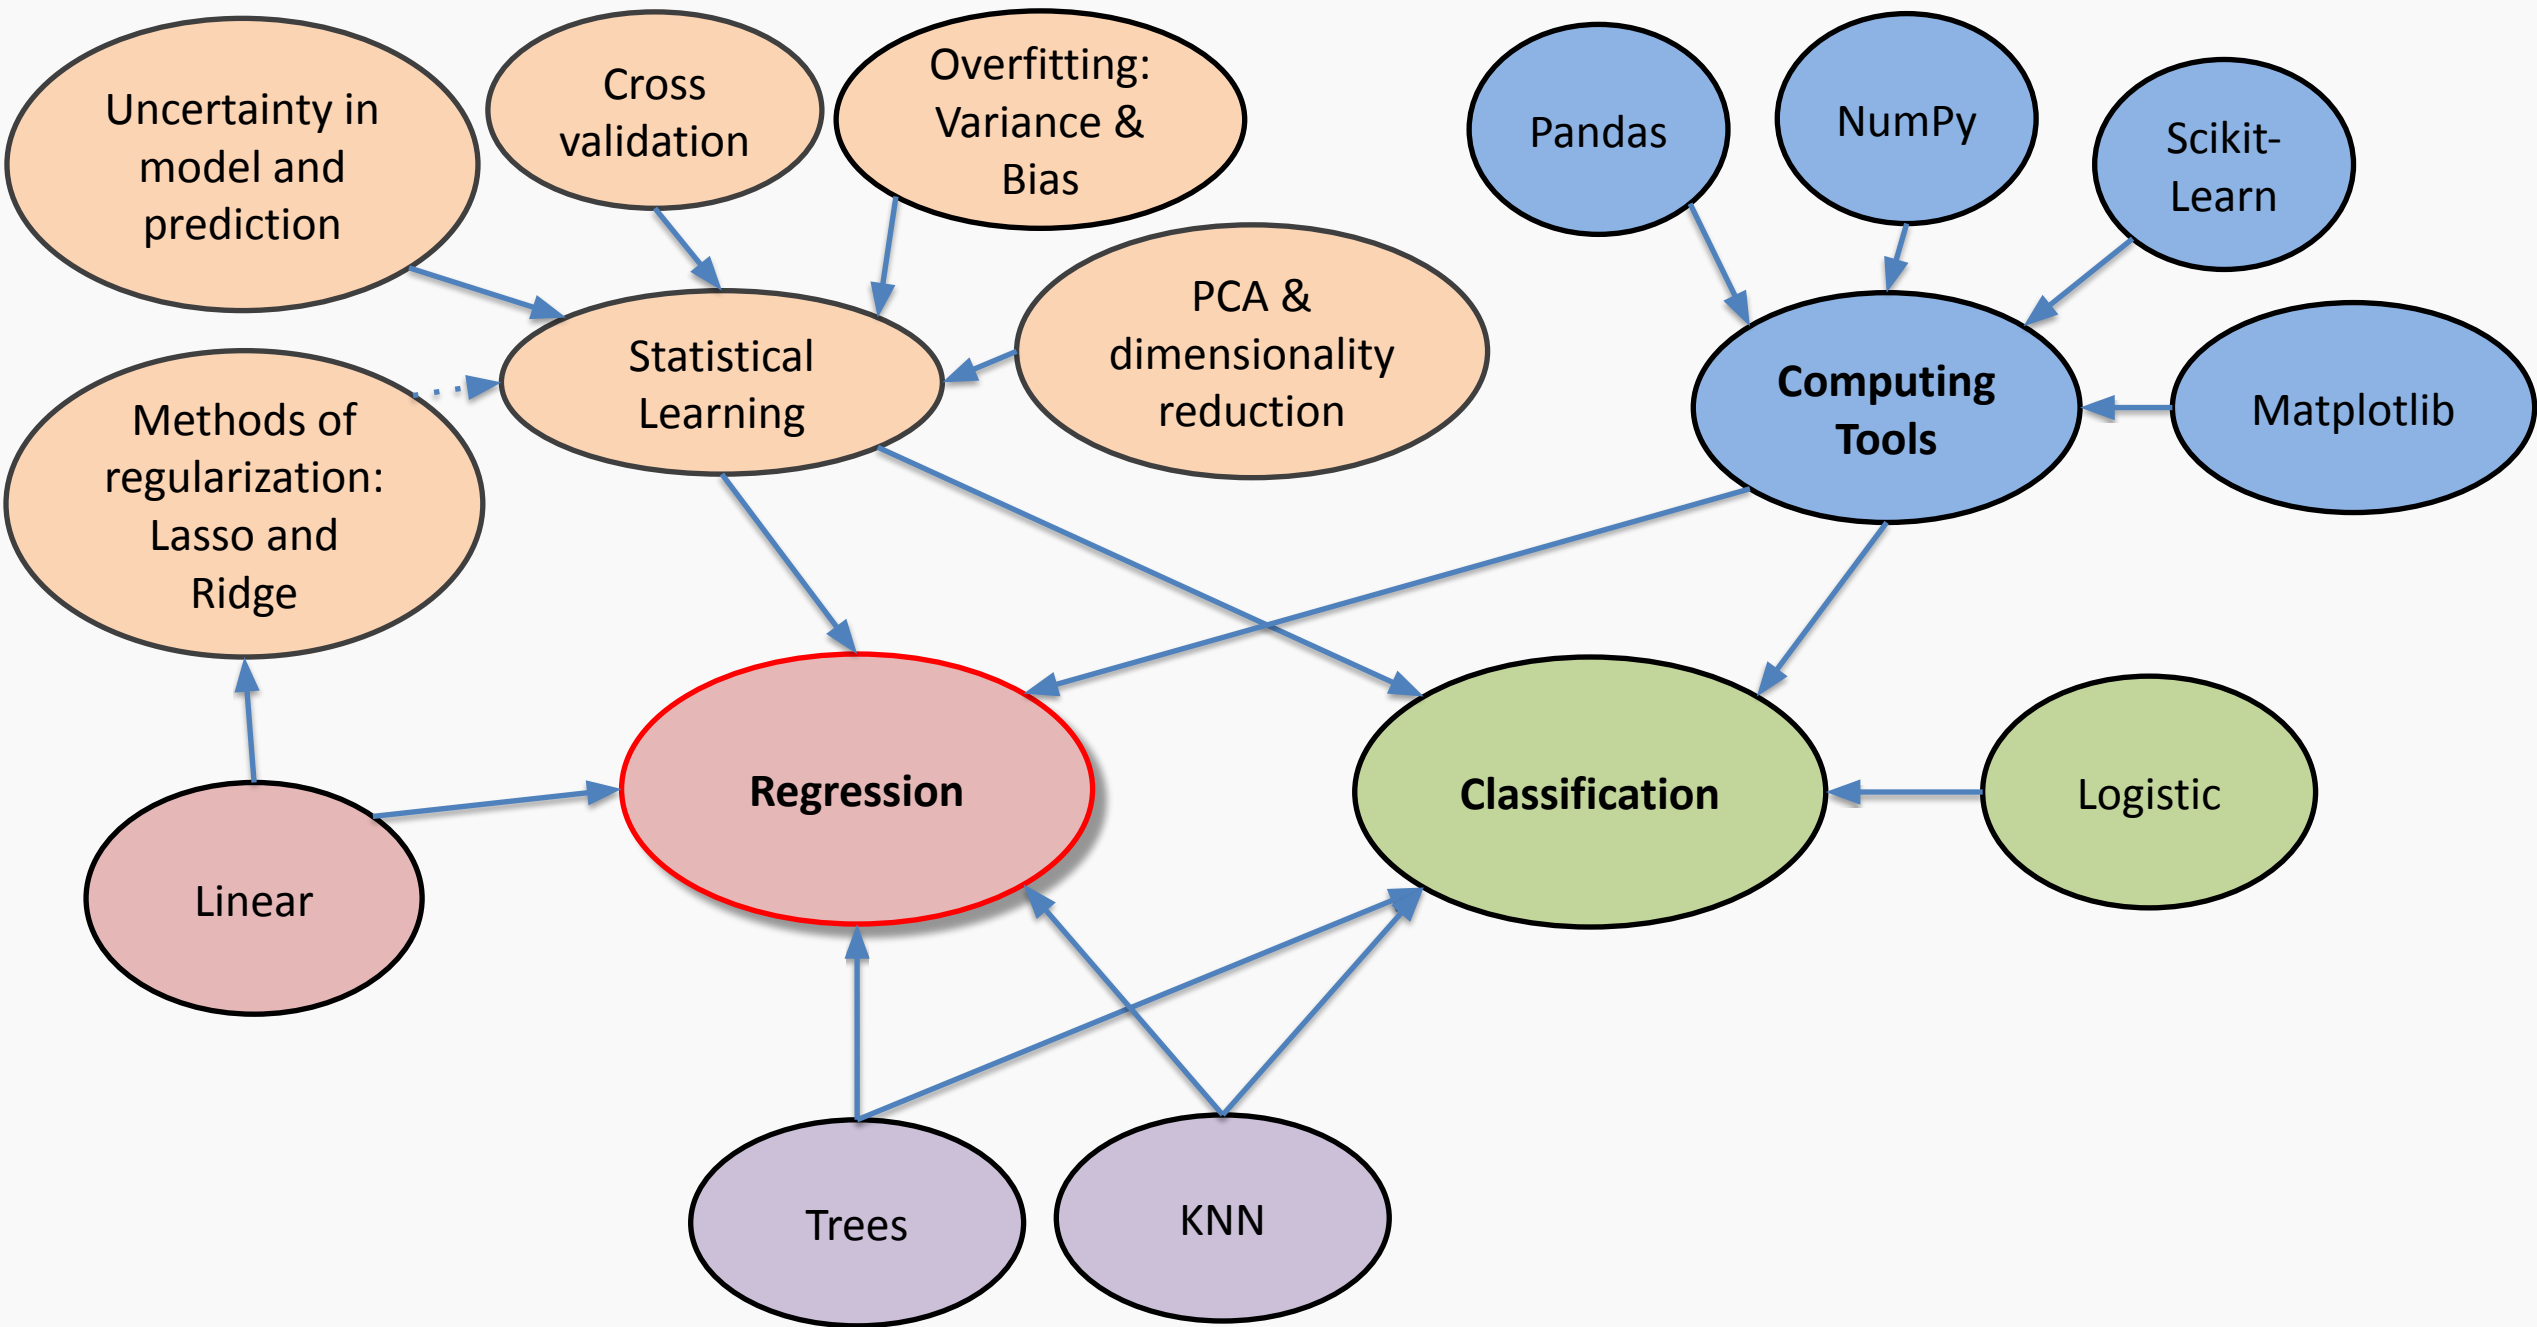 Uncertainty in
model and
prediction
Cross
validation
Overfitting:
Variance &
Bias
Pandas
NumPy
Scikit-
Learn
Statistical
Learning
PCA &
dimensionality
reduction
Computing
Tools
Matplotlib
Methods of
regularization:
Lasso and
Ridge
Regression
Classification
Logistic
Linear
Trees
KNN